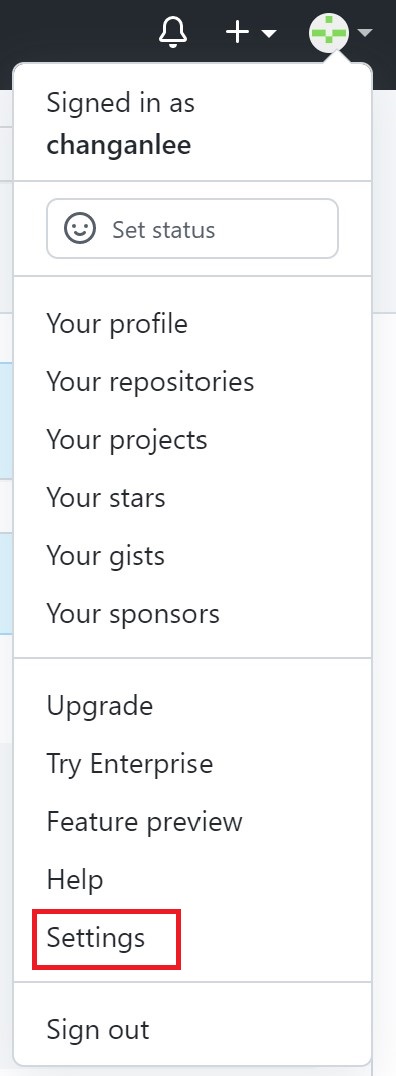 Signed in as
changanlee
Set status
Your profile
Your repositories
Your projects
Your stars
Your gists
Your sponsors
Upgrade
Try Enterprise
Feature preview
Help
Settings
Sign out